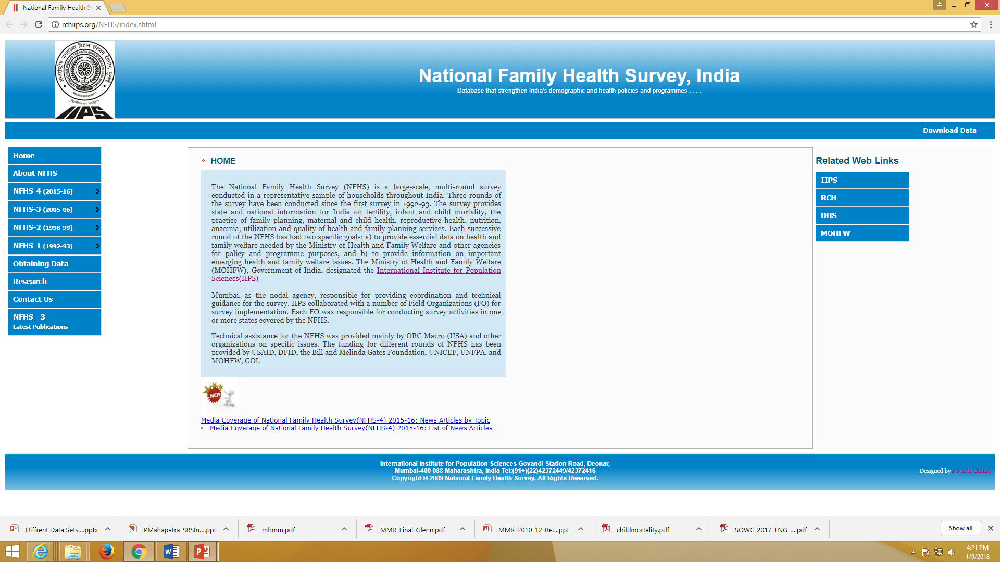 National Family Health S
rchiips.org/NFHS/index.shtml
IIPS
National Family Health Survey, India
Database that strengthen India's demographic and health policies and programmes . . . .
Download Data
Home
About NFHS
NFHS-4 (2015-16)
NFHS-3 (2005-06)
NFHS-2 (1998-99)
NFHS-1 (1992-93)
Obtaining Data
Research
Contact Us
NFHS - 3
Latest Publications
HOME
The National Family Health Survey (NFHS) is a large-scale, multi-round survey
conducted in a representative sample of households throughout India. Three rounds of
the survey have been conducted since the first survey in 1992-93. The survey provides
state and national information for India on fertility, infant and child mortality, the
practice of family planning, maternal and child health, reproductive health, nutrition,
anaemia, utilization and quality of health and family planning services. Each successive
round of the NFHS has had two specific goals: a) to provide essential data on health and
family welfare needed by the Ministry of Health and Family Welfare and other agencies
for policy and programme purposes, and b) to provide information on important
emerging health and family welfare issues. The Ministry of Health and Family Welfare
(MOHFW), Government of India, designated the International Institute for Population
Sciences(IIPS)
Mumbai, as the nodal agency, responsible for providing coordination and technical
guidance for the survey. IIPS collaborated with a number of Field Organizations (FO) for
survey implementation. Each FO was responsible for conducting survey activities in one
or more states covered by the NFHS.
Technical assistance for the NFHS was provided mainly by ORC Macro (USA) and other
organizations on specific issues. The funding for different rounds of NFHS has been
provided by USAID, DFID, the Bill and Melinda Gates Foundation, UNICEF, UNFPA, and
MOHFW, GOI.
NEW
Media Coverage of National Family Health Survey(NFHS-4) 2015-16: News Articles by Topic
Media Coverage of National Family Health Survey(NFHS-4) 2015-16: List of News Articles
Related Web Links
IIPS
RCH
DHS
MOHFW
International Institute for Population Sciences Govandi Station Road, Deonar,
Mumbai-400 088 Maharashtra, India Tel:(91+)(22)42372449/42372416
Copyright © 2009 National Family Health Survey. All Rights Reserved.
Designed by S Naidu Online
Diffrent Data Sets....pptx
PMahapatra-SRSIn....ppt
mhmm.pdf
MMR_Final_Glenn.pdf
MMR_2010-12-Re....ppt
childmortality.pdf
SOWC_2017_ENG_....pdf
Show all
4:21 PM
1/9/2018